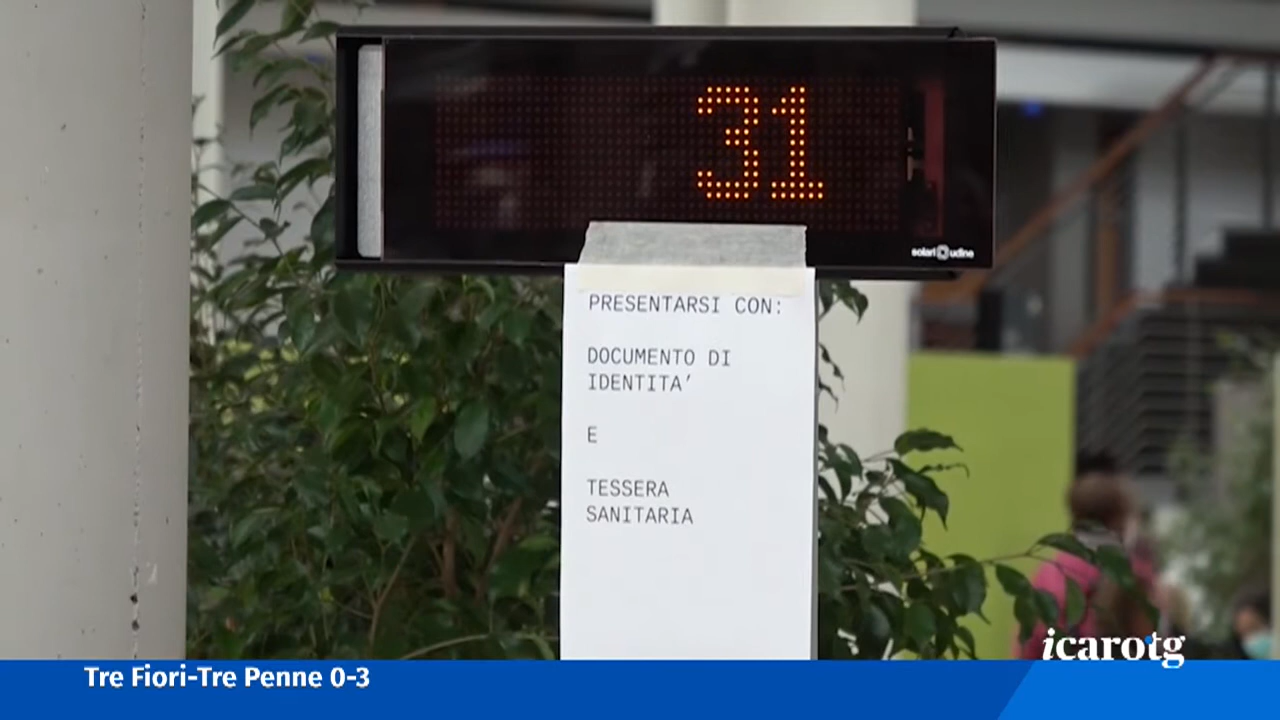 31
solari udine
PRESENTARSI CON:
DOCUMENTO DI
IDENTITA’
E
TESSERA
SANITARIA
icarotg
Tre Fiori-Tre Penne 0-3